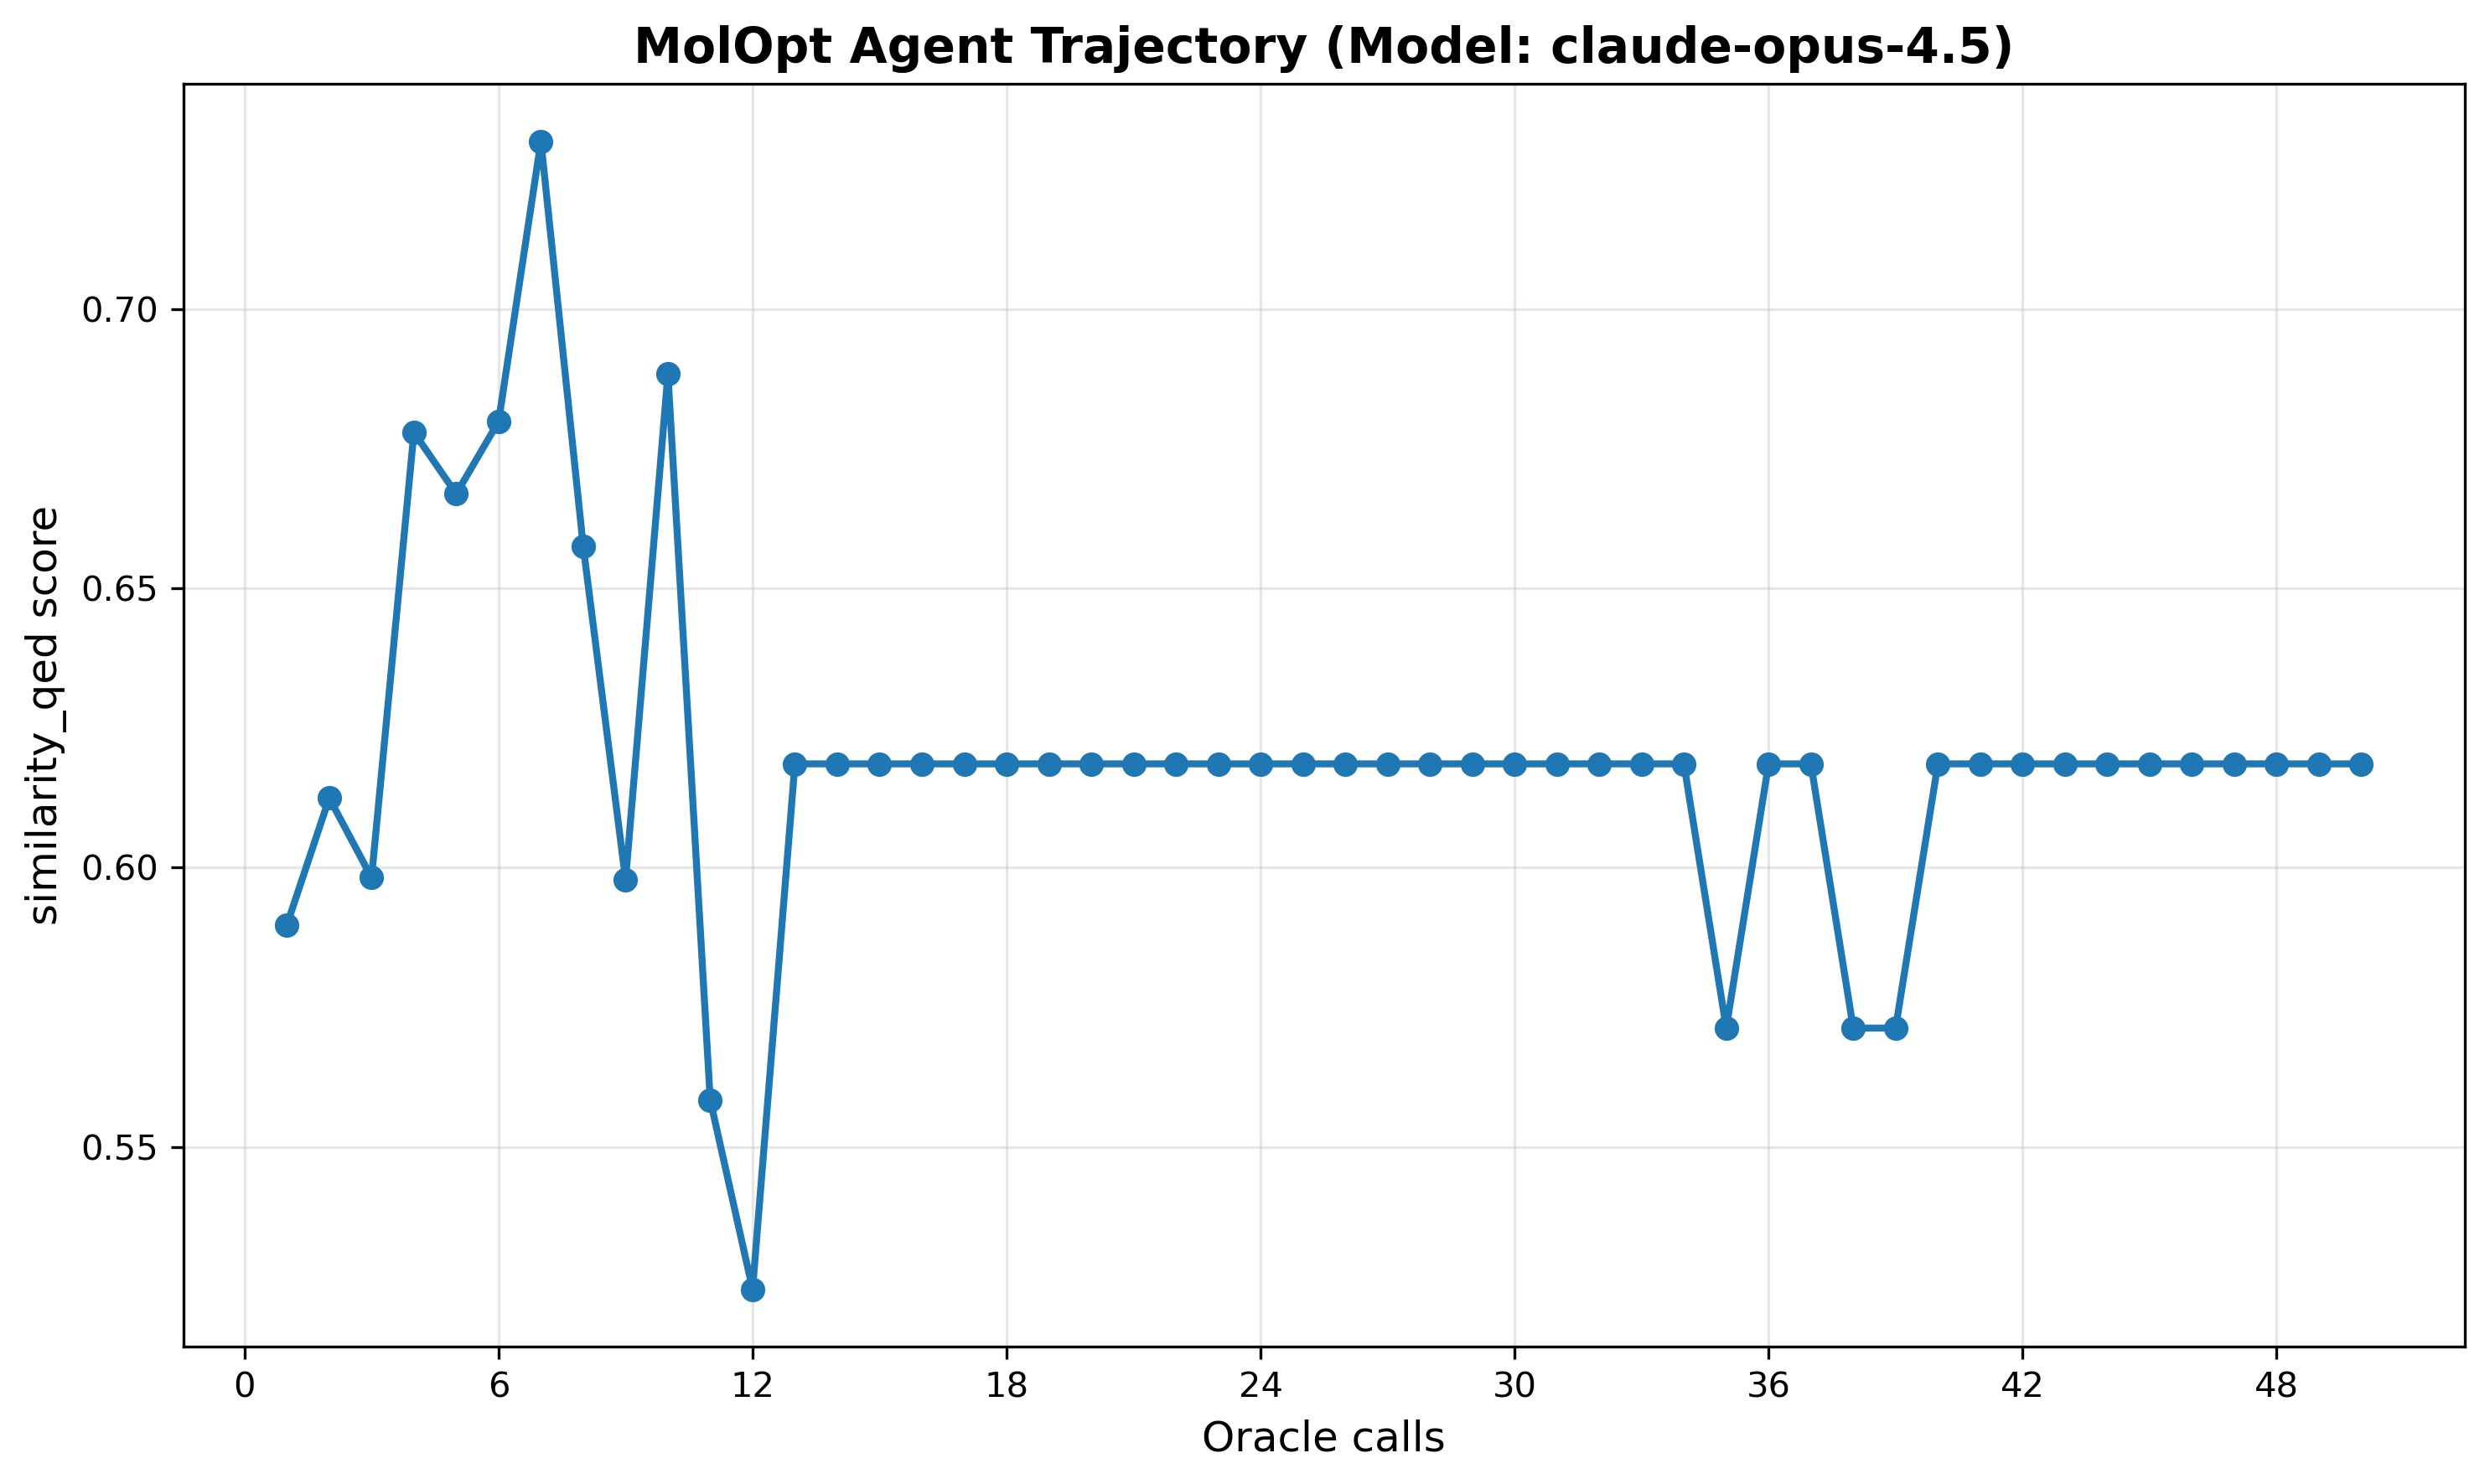 MolOpt Agent Trajectory (Model: claude-opus-4.5)
similarity_qed score
0.70
0.65
0.60
0.55
0 6 12 18 24 30 36 42 48
Oracle calls